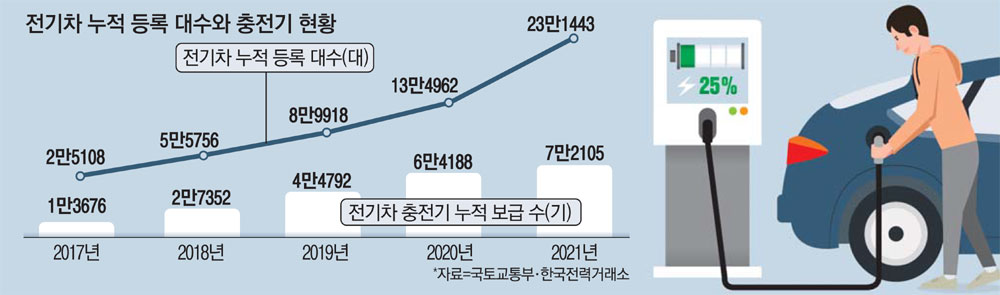 전기차 누적 등록 대수와 충전기 현황
전기차 누적 등록 대수(대)
2만5108
5만5756
8만9918
13만4962
23만1443
1만3676
2만7352
4만4792
6만4188
7만2105
전기차 충전기 누적 보급 수(기)
2017년
2018년
2019년
2020년
2021년
*자료=국토교통부·한국전력거래소
25%